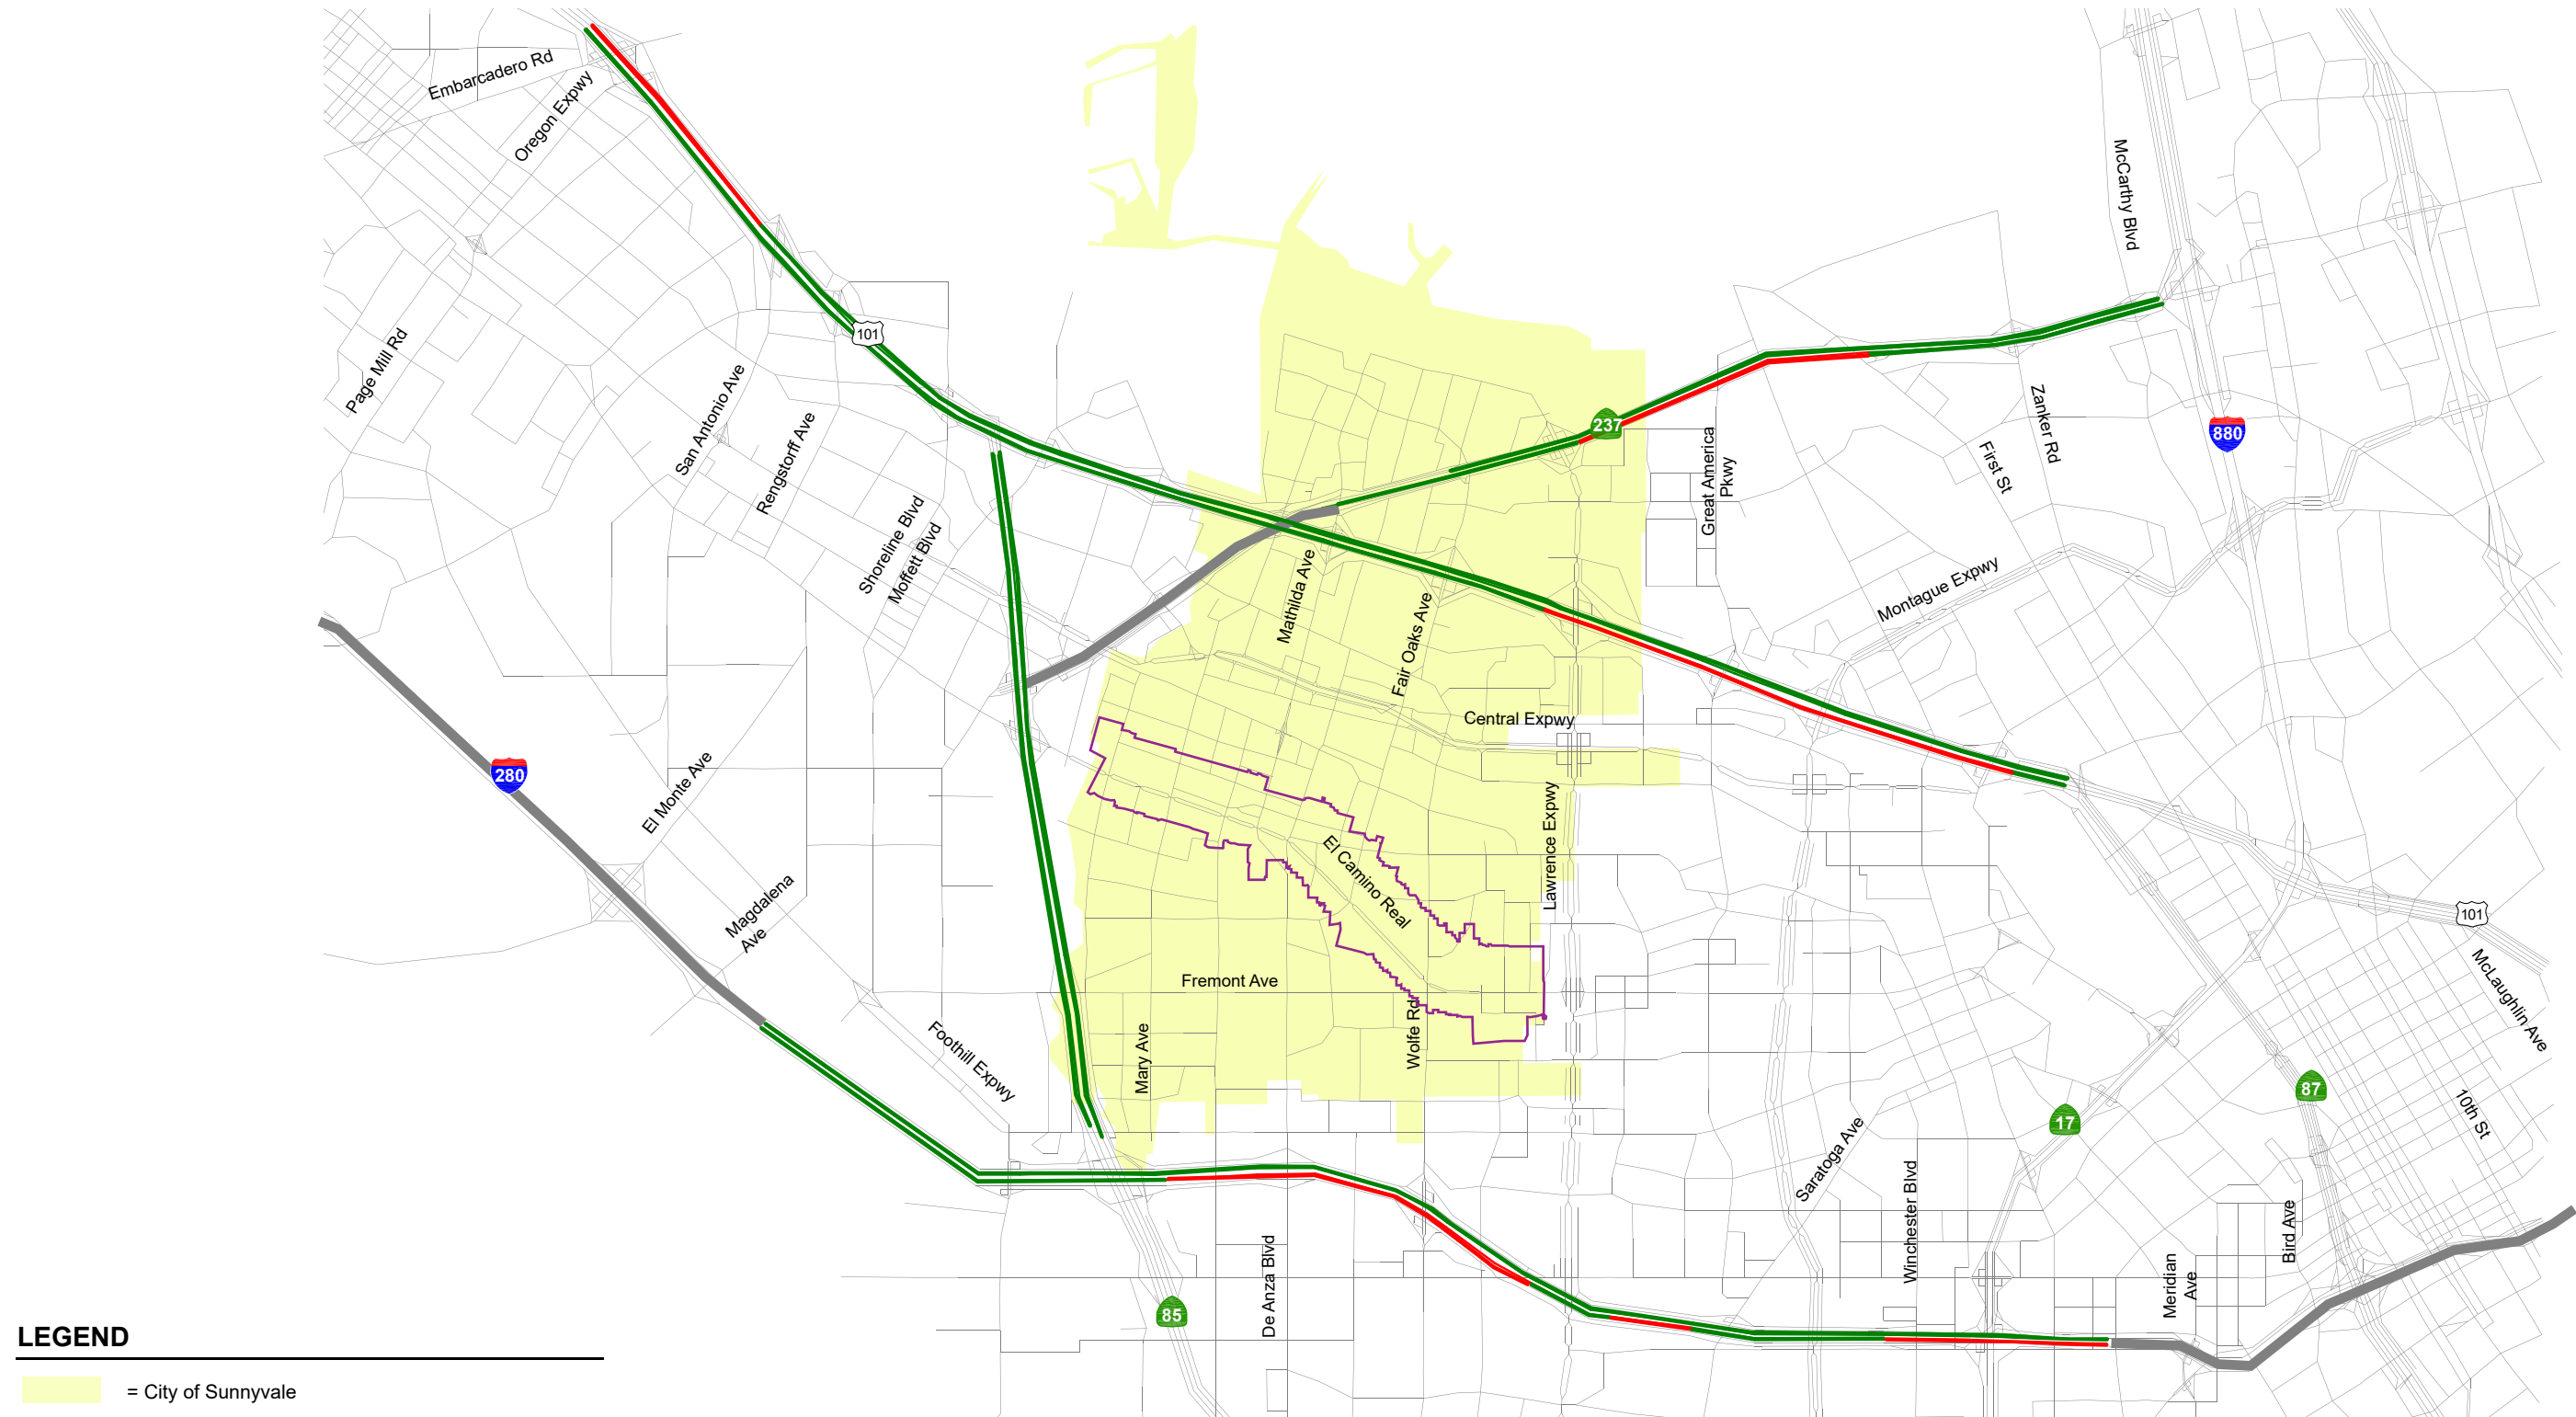 Embarcadero Rd
Oregon Expwy
McCarthy Blvd
101
Page Mill Rd
San Antonio Ave
Rengstorff Ave
237
Great America
Pkwy
First St
Zanker Rd
880
Shoreline Blvd
Moffett Blvd
Mathilda Ave
Fair Oaks Ave
Montague Expwy
Central Expwy
280
El Monte Ave
Lawrence Expwy
El Camino Real
Magdalena
Ave
101
McLaughlin Ave
Fremont Ave
Wolfe Rd
Mary Ave
Foothill Expwy
87
17
10th St
Saratoga Ave
Winchester Blvd
Bird Ave
Meridian
Ave
De Anza Blvd
85
LEGEND
= City of Sunnyvale